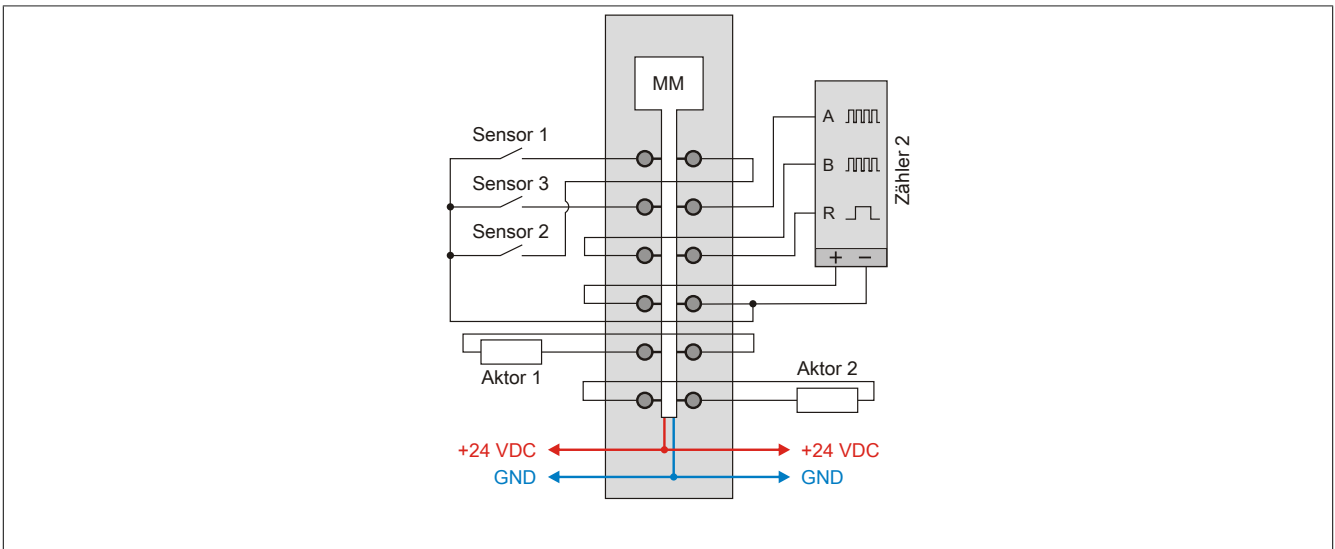 MM
Sensor 1
Sensor 3
Sensor 2
A
B
R
+ −
Zähler 2
Aktor 1
Aktor 2
+24 VDC
+24 VDC
GND
GND